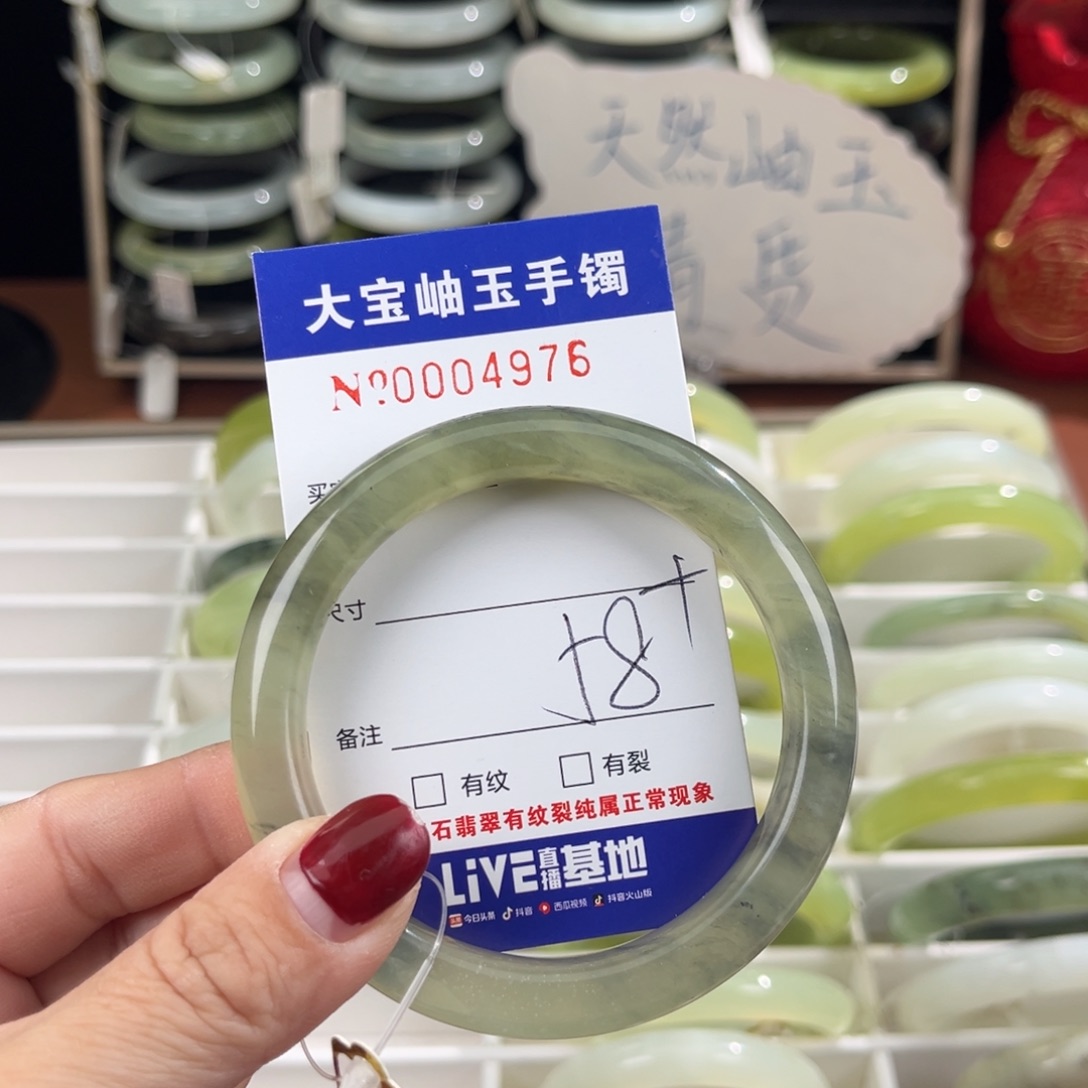 天然岫玉
大宝岫玉手镯
№0004976
买
尺寸
58+
备注
□ 有纹 □ 有裂
石翡翠有纹裂纯属正常现象
LiVE直播基地
今日头条 抖音 西瓜视频 抖音火山版